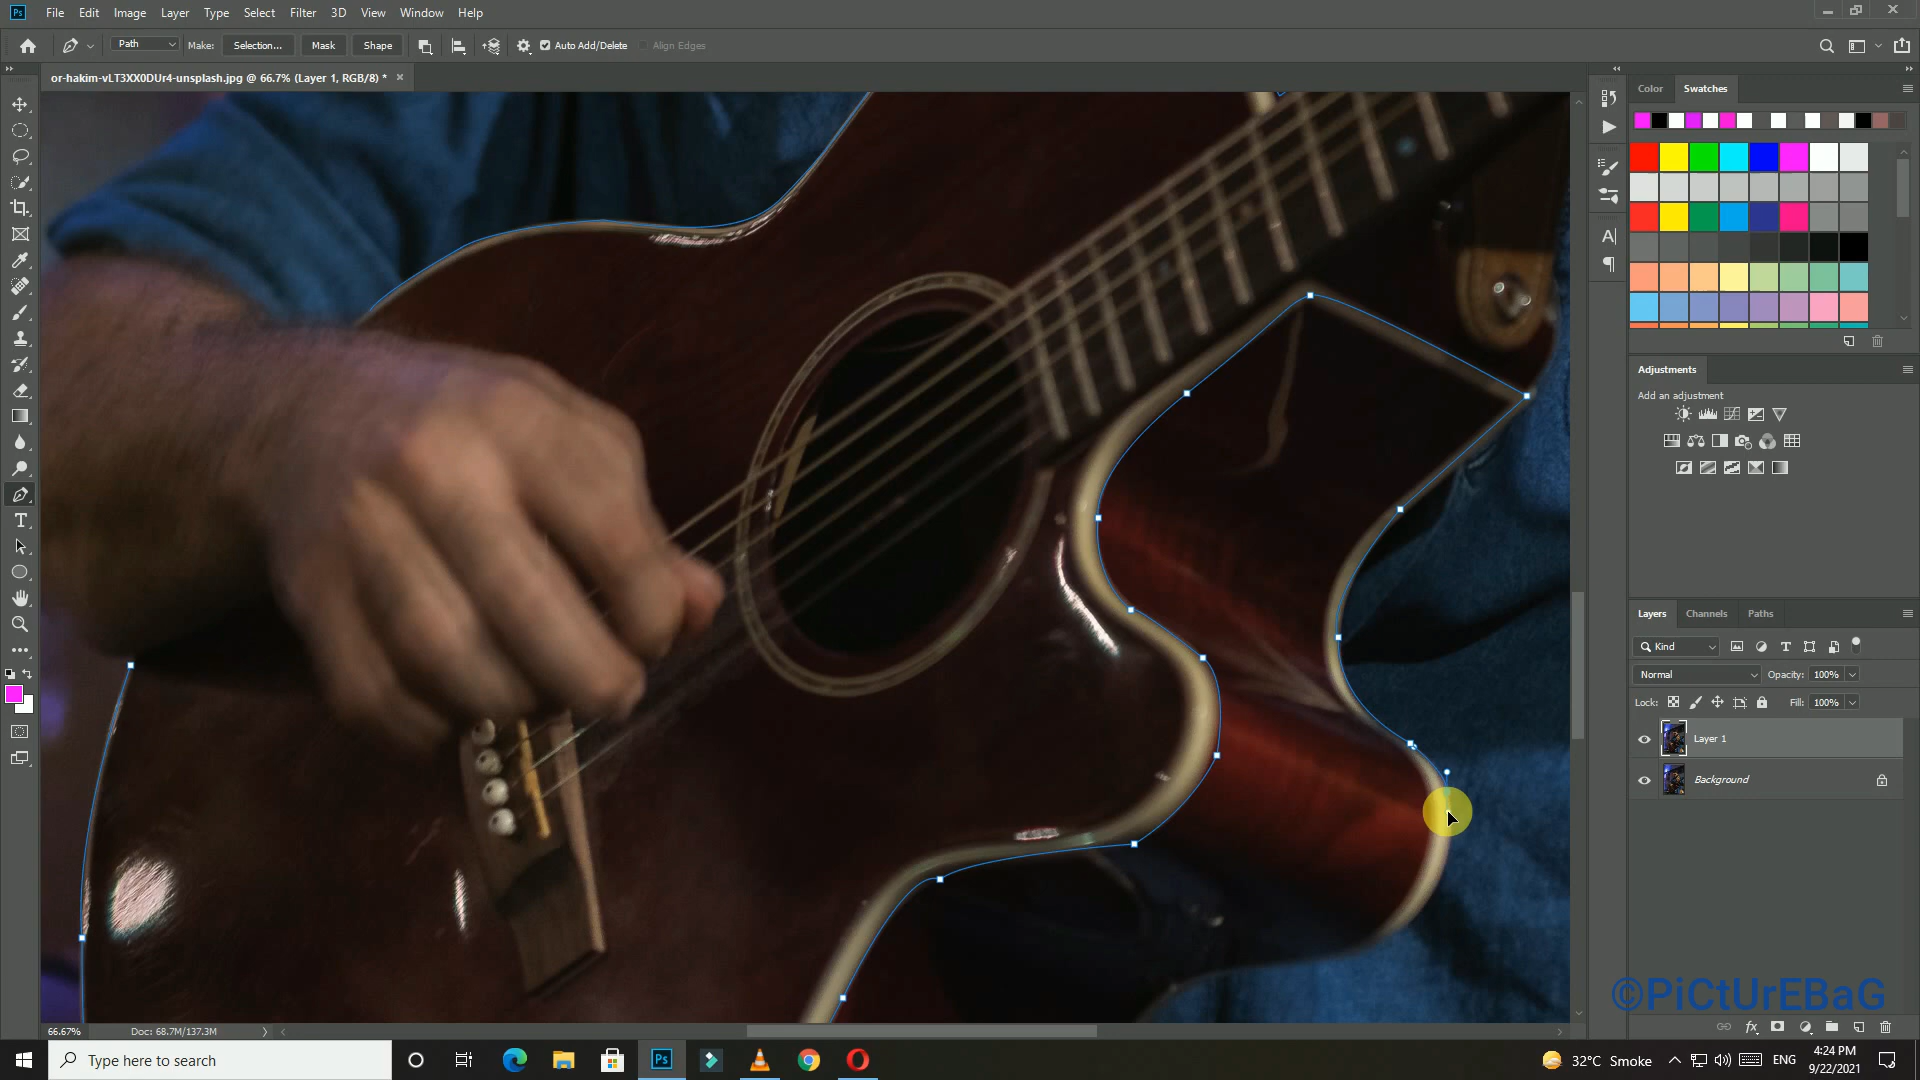 Ps File Edit Image Layer Type Select Filter 3D View Window Help
Path Make: Selection... Mask Shape Auto Add/Delete Align Edges
or-hakim-vLT3XX0DUr4-unsplash.jpg @ 66.7% (Layer 1, RGB/8) *
Color Swatches
Adjustments
Add an adjustment
Layers Channels Paths
Kind
Normal Opacity: 100%
Lock: Fill: 100%
Layer 1
Background
©PiCtUrEBaG
66.67% Doc: 68.7M/137.3M
Type here to search
Ps
32°C Smoke
ENG
4:24 PM
9/22/2021